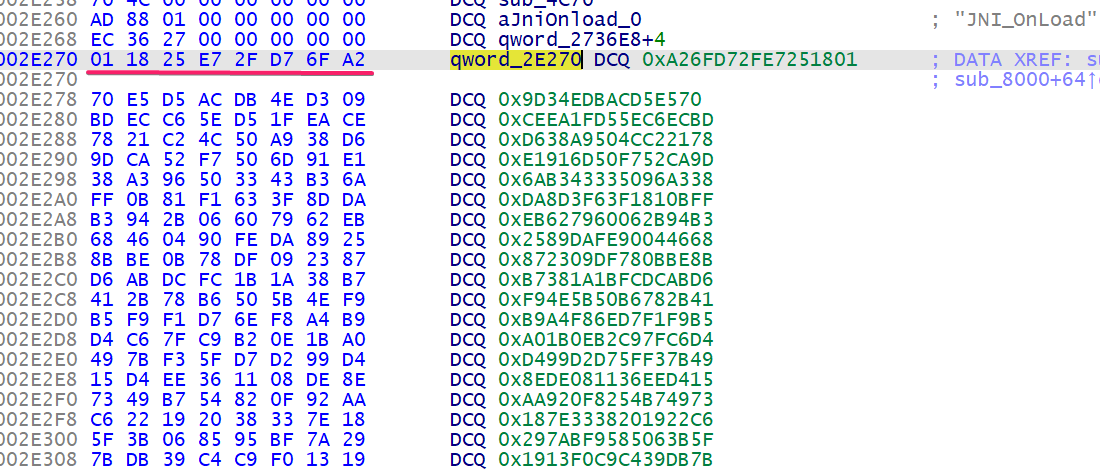 002E258 70 4C 00 00 00 00 00 00 DCQ sub_4C70
002E260 AD 88 01 00 00 00 00 00 DCQ aJniOnload_0 ; "JNI_OnLoad"
002E268 EC 36 27 00 00 00 00 00 DCQ qword_2736E8+4
002E270 01 18 25 E7 2F D7 6F A2 qword_2E270 DCQ 0xA26FD72FE7251801 ; DATA XREF: su
002E270 ; sub_8000+64↑
002E278 70 E5 D5 AC DB 4E D3 09 DCQ 0x9D34EDBACD5E570
002E280 BD EC C6 5E D5 1F EA CE DCQ 0xCEEA1FD55EC6ECBD
002E288 78 21 C2 4C 50 A9 38 D6 DCQ 0xD638A9504CC22178
002E290 9D CA 52 F7 50 6D 91 E1 DCQ 0xE1916D50F752CA9D
002E298 38 A3 96 50 33 43 B3 6A DCQ 0x6AB343335096A338
002E2A0 FF 0B 81 F1 63 3F 8D DA DCQ 0xDA8D3F63F1810BFF
002E2A8 B3 94 2B 06 60 79 62 EB DCQ 0xEB627960062B94B3
002E2B0 68 46 04 90 FE DA 89 25 DCQ 0x2589DAFE90044668
002E2B8 8B BE 0B 78 DF 09 23 87 DCQ 0x872309DF780BBE8B
002E2C0 D6 AB DC FC 1B 1A 38 B7 DCQ 0xB7381A1BFCDCABD6
002E2C8 41 2B 78 B6 50 5B 4E F9 DCQ 0xF94E5B50B6782B41
002E2D0 B5 F9 F1 D7 6E F8 A4 B9 DCQ 0xB9A4F86ED7F1F9B5
002E2D8 D4 C6 7F C9 B2 0E 1B A0 DCQ 0xA01B0EB2C97FC6D4
002E2E0 49 7B F3 5F D7 D2 99 D4 DCQ 0xD499D2D75FF37B49
002E2E8 15 D4 EE 36 11 08 DE 8E DCQ 0x8EDE081136EED415
002E2F0 73 49 B7 54 82 0F 92 AA DCQ 0xAA920F8254B74973
002E2F8 C6 22 19 20 38 33 7E 18 DCQ 0x187E3338201922C6
002E300 5F 3B 06 85 95 BF 7A 29 DCQ 0x297ABF9585063B5F
002E308 7B DB 39 C4 C9 F0 13 19 DCQ 0x1913F0C9C439DB7B